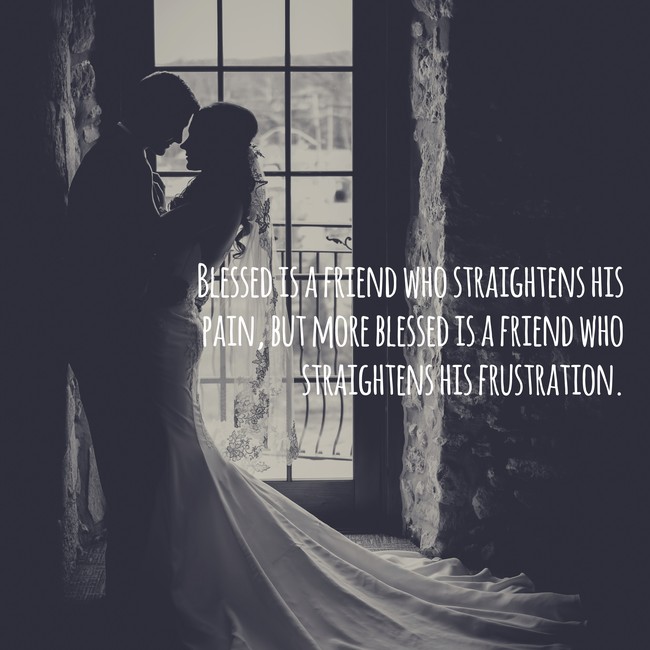 Blessed is a friend who straightens his
pain, but more blessed is a friend who
straightens his frustration.